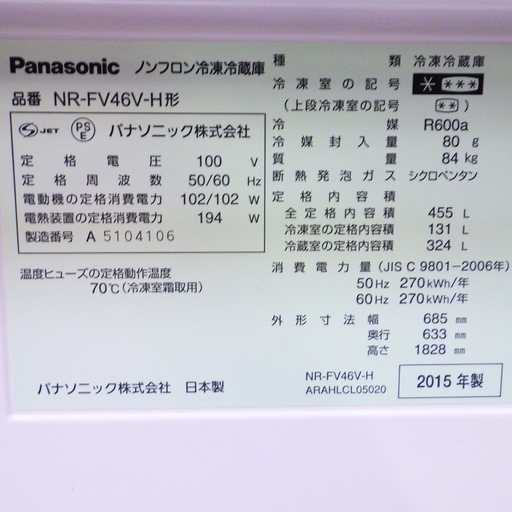 Panasonic ノンフロン冷凍冷蔵庫
品番 NR-FV46V-H形
JET PSE パナソニック株式会社
定格電圧 100 V
定格周波数 50/60 Hz
電動機の定格消費電力 102/102 W
電熱装置の定格消費電力 194 W
製造番号 A 5104106
温度ヒューズの定格動作温度
70℃(冷凍室霜取用)
パナソニック株式会社 日本製
種類 冷凍冷蔵庫
冷凍室の記号 * ***
(上段冷凍室の記号 ** )
冷媒 R600a
冷媒封入量 80 g
質量 84 kg
断熱発泡ガス シクロペンタン
定格内容積
全定格内容積 455 L
冷凍室の定格内容積 131 L
冷蔵室の定格内容積 324 L
消費電力量(JIS C 9801−2006年)
50Hz 270kWh/年
60Hz 270kWh/年
外形寸法幅 685 mm
奥行 633 mm
高さ 1828 mm
NR-FV46V-H
ARAHLCL05020
2015年製